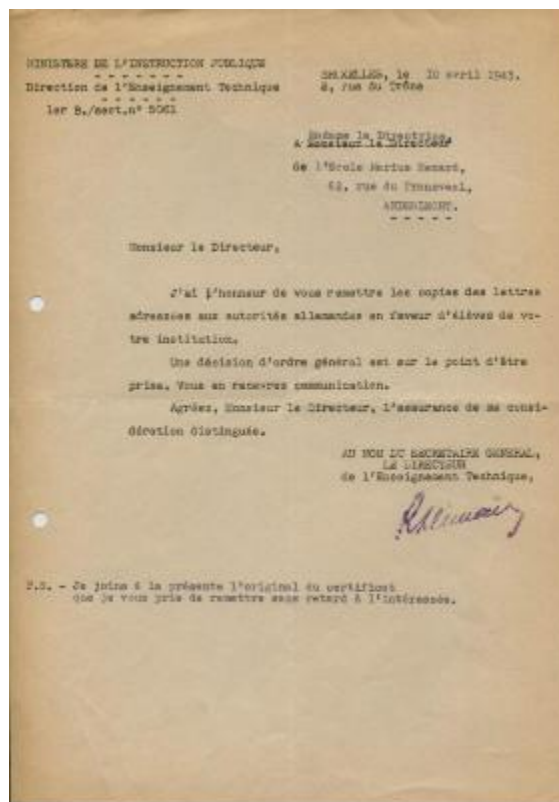 MINISTERE DE L'INSTRUCTION PUBLIQUE
- - - - - - -
Direction de l'Enseignement Technique
- - - - - -
1er B./sect.n° 5061
BRUXELLES, le 10 avril 1943.
2, rue du Trône
Madame la Directrice,
A Monsieur le Directeur
de l'Ecole Marius Renard,
62, rue du Transvaal,
ANDERLECHT.
- - - - -
Monsieur le Directeur,
J'ai l'honneur de vous remettre les copies des lettres
adressées aux autorités allemandes en faveur d'élèves de vo-
tre institution.
Une décision d'ordre général est sur le point d'être
prise. Vous en recevrez communication.
Agréez, Monsieur le Directeur, l'assurance de ma consi-
dération distinguée.
AU NOM DU SECRETAIRE GENERAL,
LE DIRECTEUR
de l'Enseignement Technique,
P.S. - Je joins à la présente l'original du certificat
que je vous prie de remettre sans retard à l'intéressée.